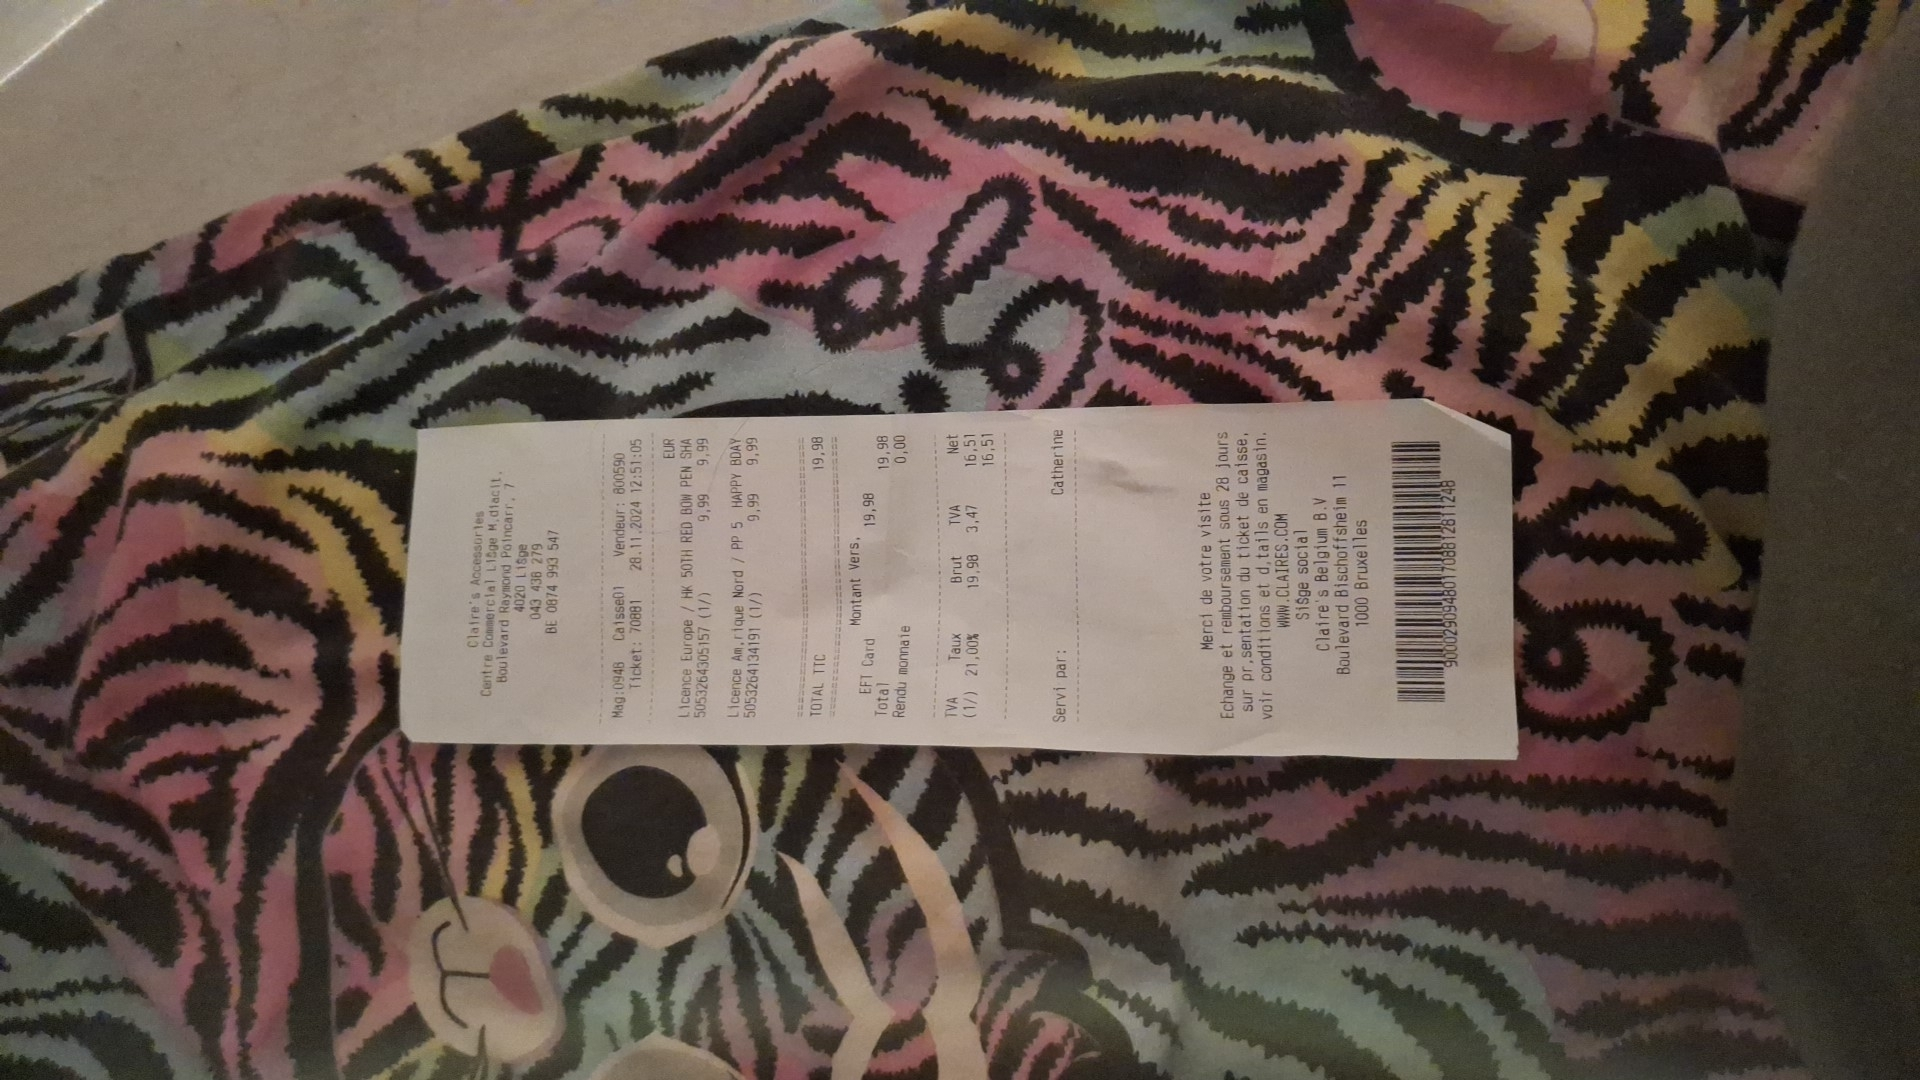 Claire's Accessories
Centre Commercial LiŠge M‚diacit‚
Boulevard Raymond Poincar‚, 7
4020 LiŠge
043 438 279
BE 0874 993 547
Mag:0948 Caisse01 Vendeur: 800590
Ticket: 70881 28.11.2024 12:51:05
EUR
Licence Europe / HK 50TH RED BOW PEN SHA
5053264305157 (1/) 9,99 9,99
Licence Am‚rique Nord / PP 5 HAPPY BDAY
5053264134191 (1/) 9,99 9,99
TOTAL TTC 19,98
Montant Vers‚
EFT Card 19,98
Total 19,98
Rendu monnaie 0,00
TVA Taux Brut TVA Net
(1/) 21,00% 19,98 3,47 16,51
16,51
Servi par: Catherine
Merci de votre visite
Echange et remboursement sous 28 jours
sur pr‚sentation du ticket de caisse,
voir conditions et d‚tails en magasin.
WWW.CLAIRES.COM
SiŠge social
Claire's Belgium B.V
Boulevard Bischoffsheim 11
1000 Bruxelles